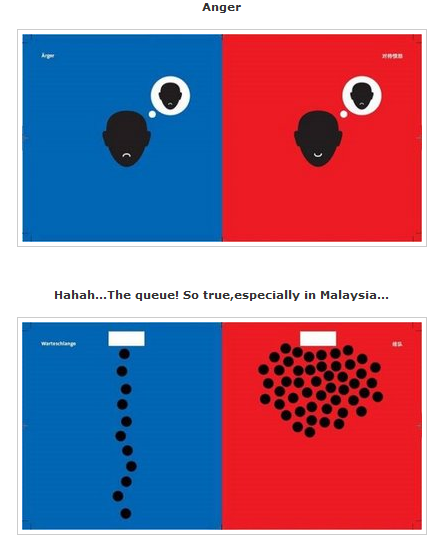 Anger
Ärger
Hahah...The queue! So true,especially in Malaysia...
Warteschlange